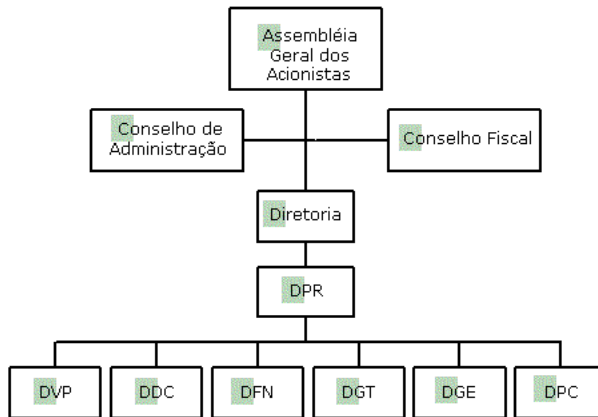 Assembléia
Geral dos
Acionistas
Conselho de
Administração
Conselho Fiscal
Diretoria
DPR
DVP
DDC
DFN
DGT
DGE
DPC